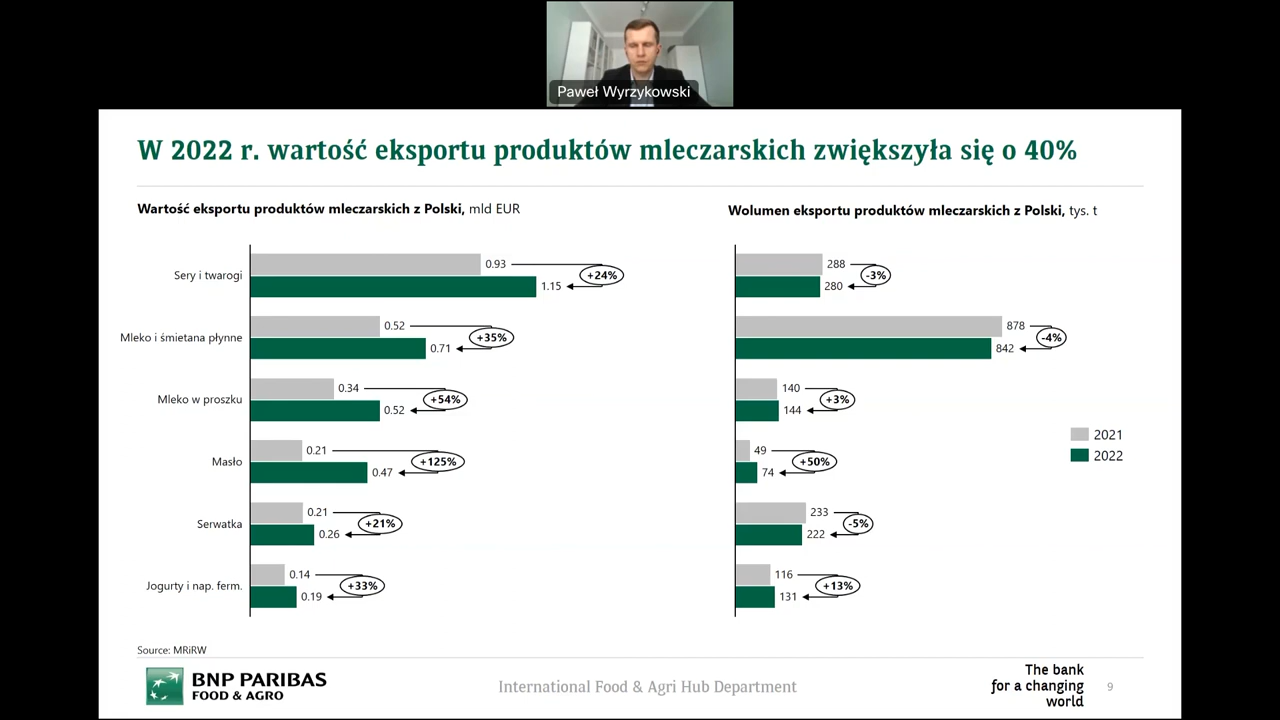 Paweł Wyrzykowski
W 2022 r. wartość eksportu produktów mleczarskich zwiększyła się o 40%
Wartość eksportu produktów mleczarskich z Polski, mld EUR
Sery i twarogi
0.93
1.15
+24%
Mleko i śmietana płynne
0.52
0.71
+35%
Mleko w proszku
0.34
0.52
+54%
Masło
0.21
0.47
+125%
Serwatka
0.21
0.26
+21%
Jogurty i nap. ferm.
0.14
0.19
+33%
Wolumen eksportu produktów mleczarskich z Polski, tys. t
288
280
-3%
878
842
-4%
140
144
+3%
49
74
+50%
233
222
-5%
116
131
+13%
2021
2022
Source: MRiRW
BNP PARIBAS
FOOD & AGRO
International Food & Agri Hub Department
The bank
for a changing
world
9